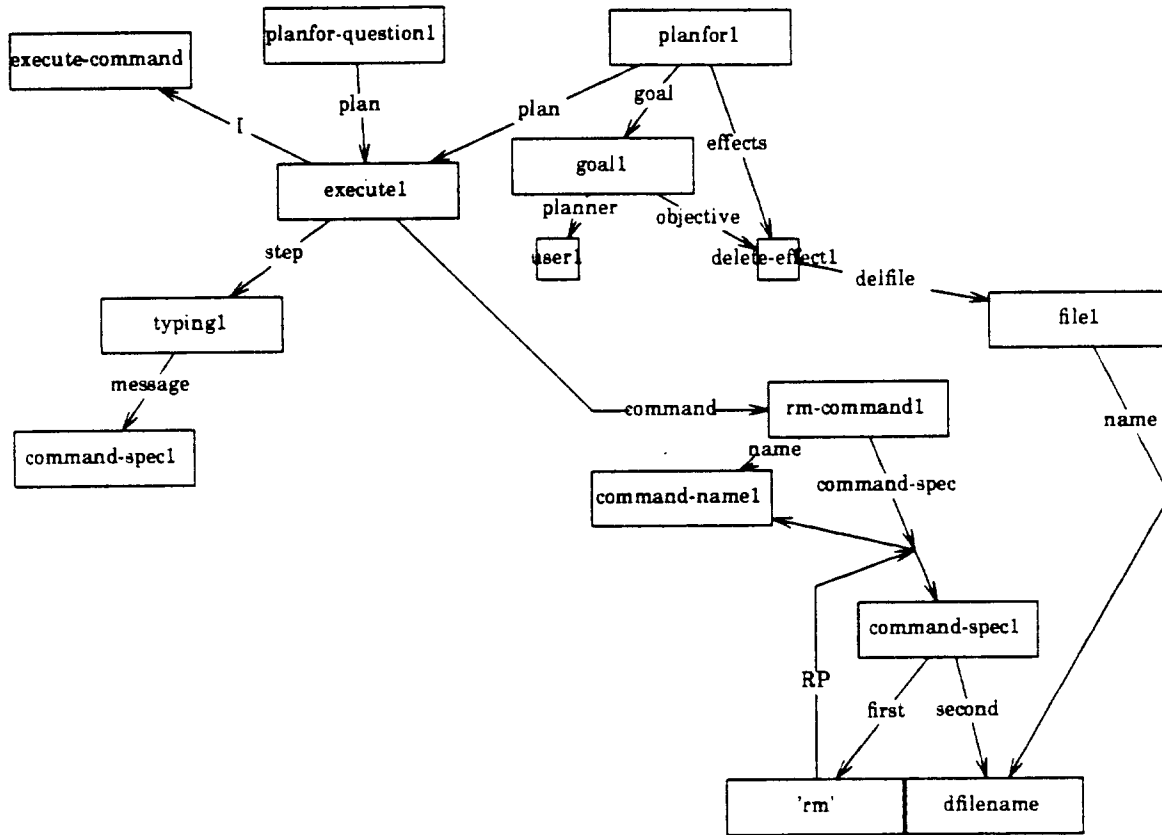 planfor-question1
planfor1
execute-command
goal
plan
plan
I
effects
goal1
execute1
planner
objective
step
user1
delete-effect1
delfile
typing1
file1
message
command
rm-command1
name
name
command-spec1
command-spec
command-name1
command-spec1
RP
first
second
'rm'
dfilename